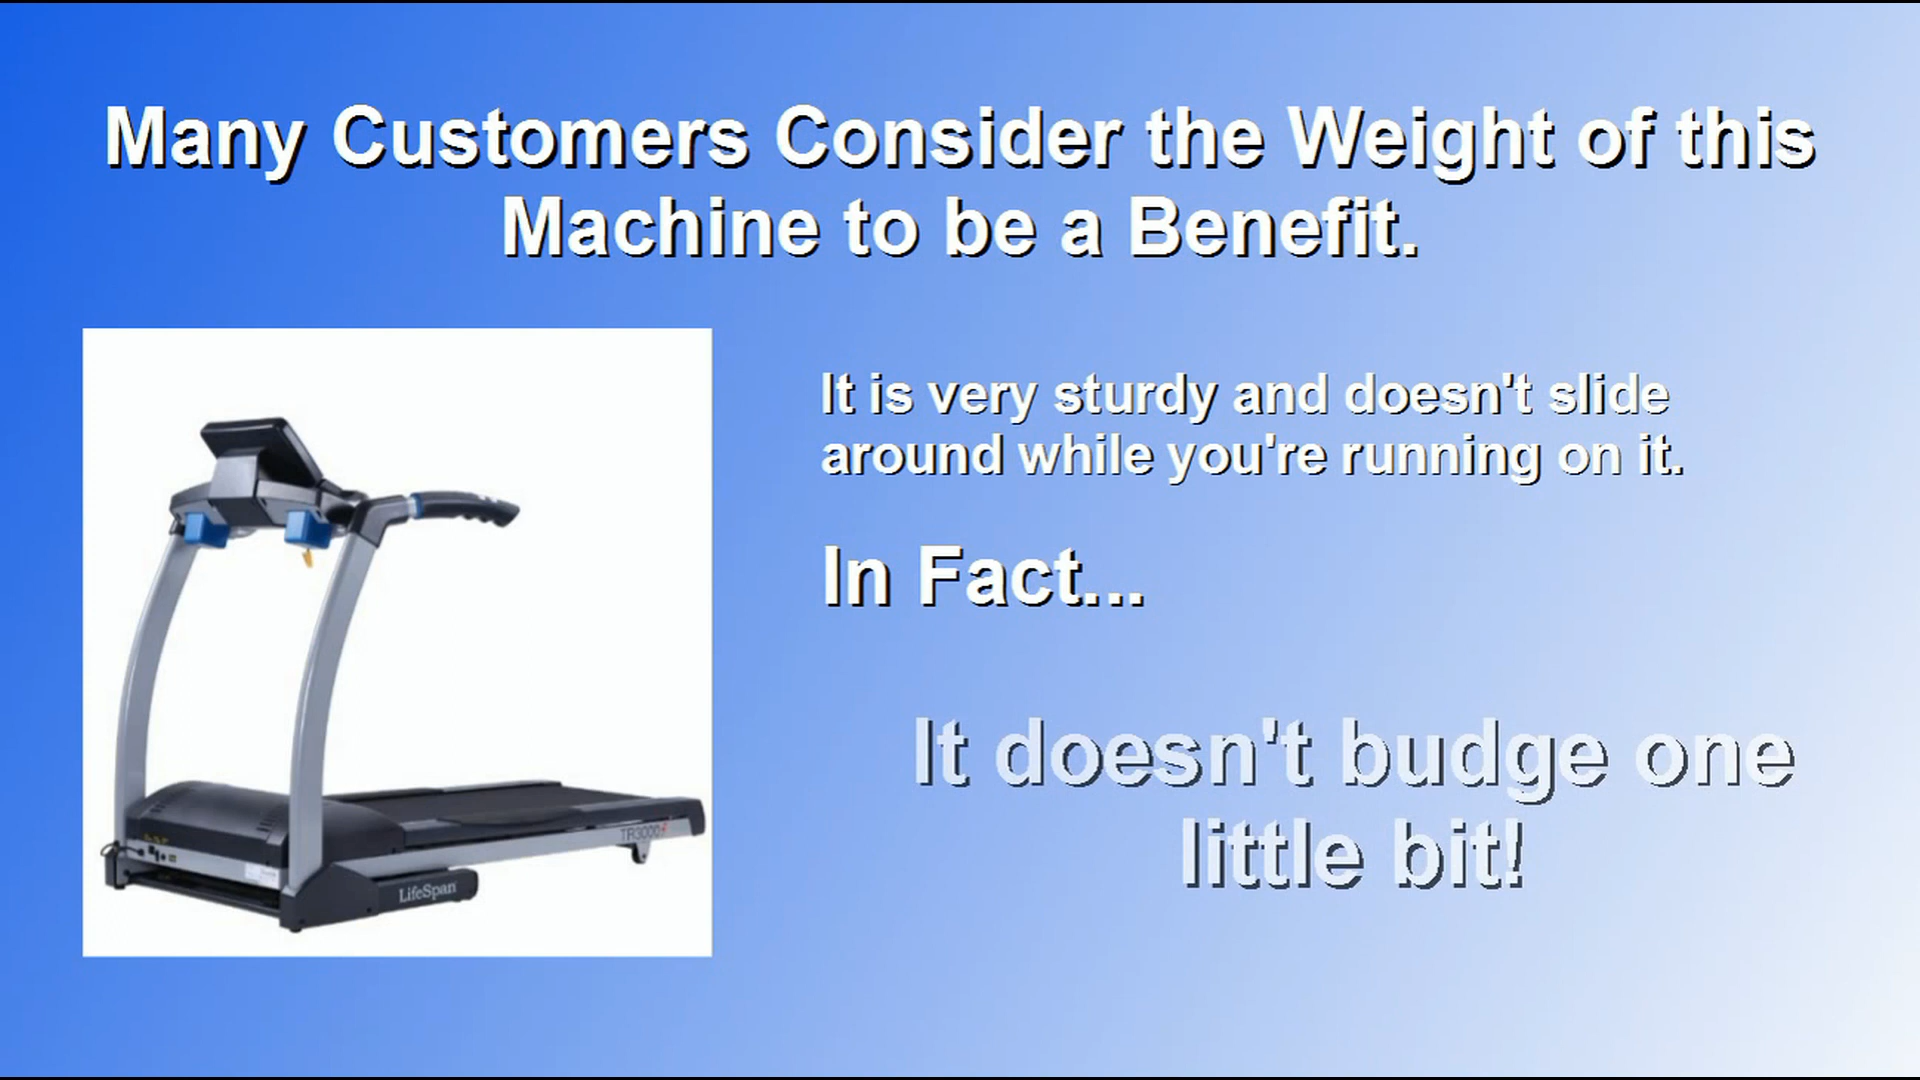 Many Customers Consider the Weight of this
Machine to be a Benefit.
It is very sturdy and doesn't slide
around while you're running on it.
In Fact...
It doesn't budge one
little bit!
TR3000i
LifeSpan